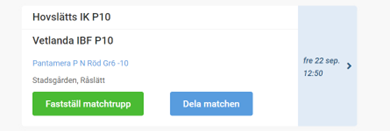 Hovslätts IK P10
Vetlanda IBF P10
Pantamera P N Röd Gr6 -10
Stadsgården, Råslätt
fre 22 sep.
12:50
Fastställ matchtrupp
Dela matchen